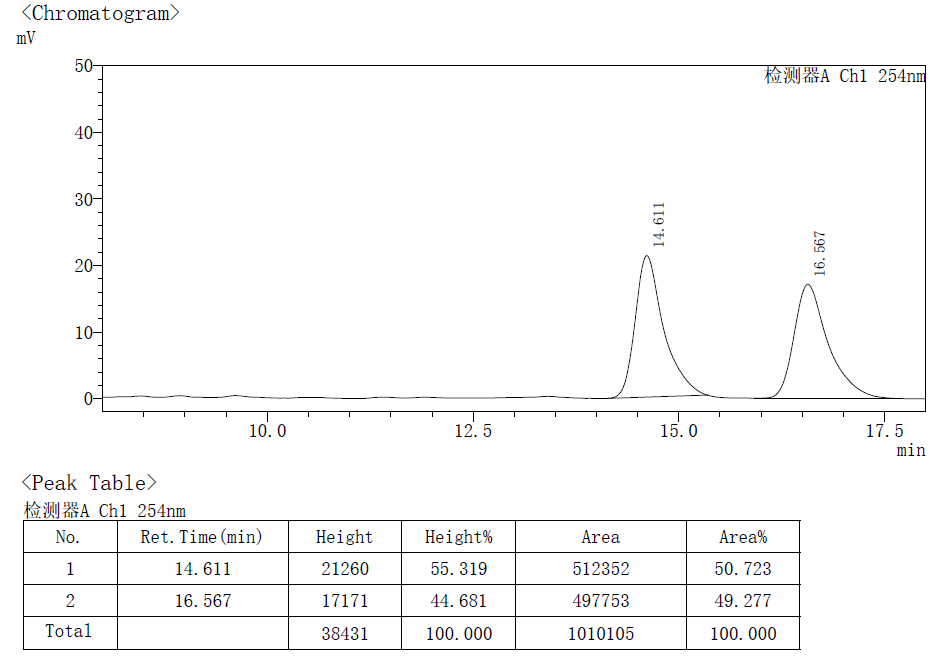 <Chromatogram>
mV
50
检测器A Ch1 254nm
40
30
20
10
0
14.611
16.567
10.0 12.5 15.0 17.5
min
<Peak Table>
检测器A Ch1 254nm
No. Ret.Time(min) Height Height% Area Area%
1 14.611 21260 55.319 512352 50.723
2 16.567 17171 44.681 497753 49.277
Total 38431 100.000 1010105 100.000